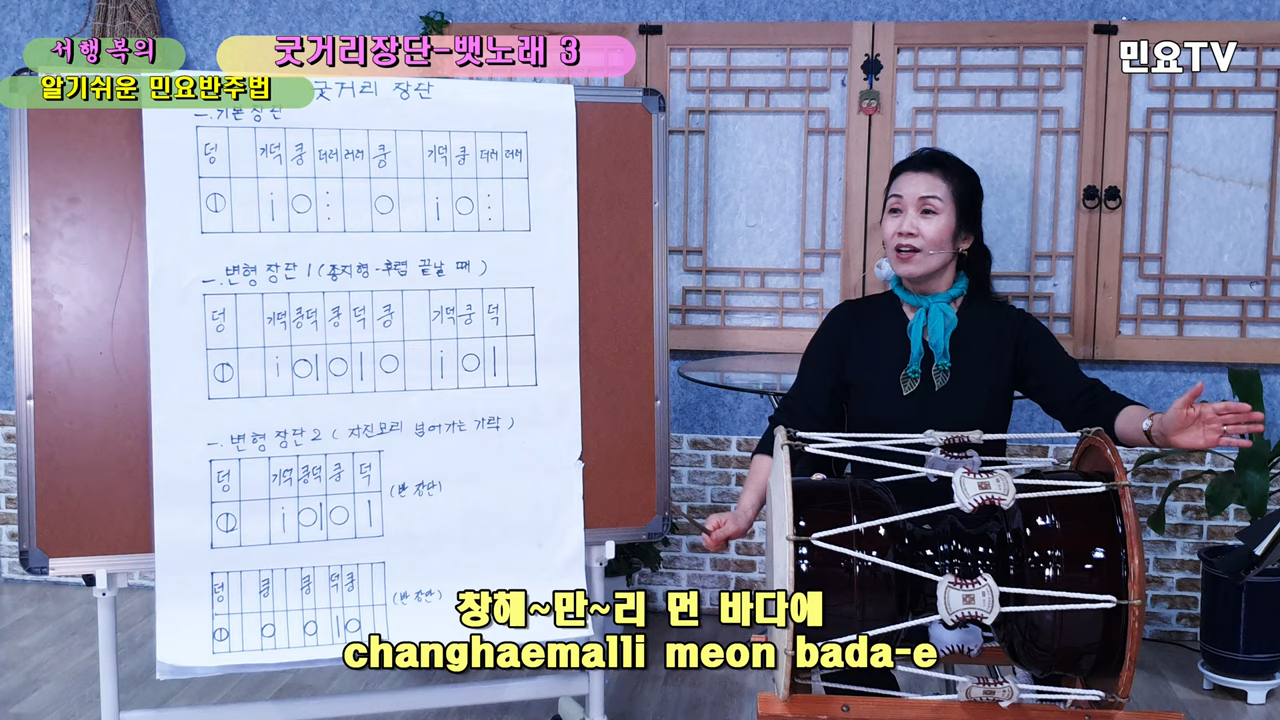 서행복의
알기쉬운 민요반주법
굿거리장단-뱃노래 3
민요TV
굿거리 장단
一. 기본장단
덩 기덕 쿵 더러 러러 쿵 기덕 쿵 더러 러러
一. 변형 장단 1 (종지형-후렴 끝날 때)
덩 기덕 쿵덕 쿵 덕 쿵 기덕 쿵 덕
一. 변형 장단 2 (자진모리 넘어가는 가락)
덩 기덕 쿵덕 쿵 덕
(반 장단)
덩 쿵 쿵 덕 쿵
(반 장단)
창해~만~리 먼 바다에
changhaemalli meon bada-e